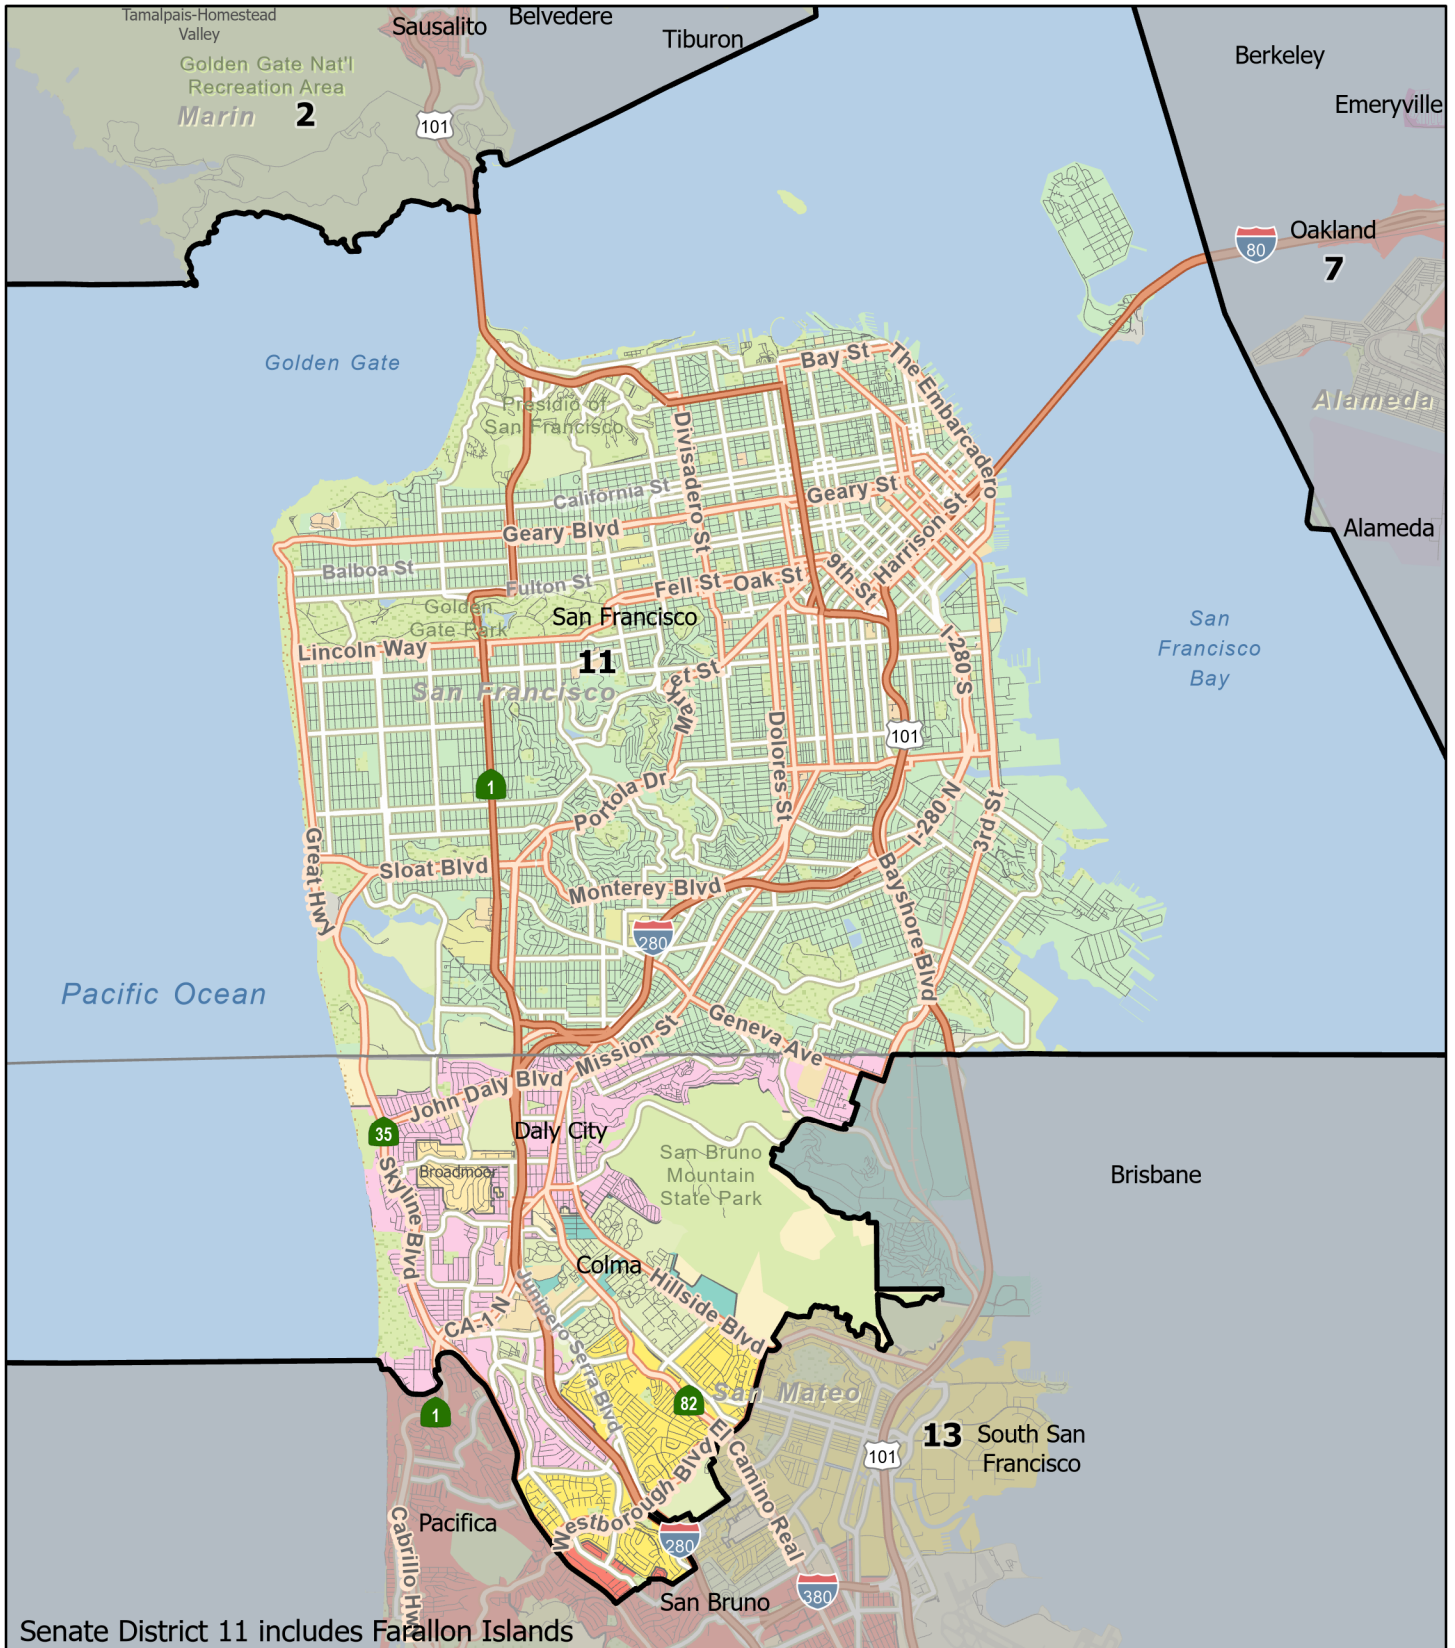 Tamalpais-Homestead
Valley
Sausalito
Belvedere
Tiburon
Berkeley
Emeryville
Golden Gate Nat'l
Recreation Area
Marin
2
101
80
Oakland
7
Golden Gate
Alameda
Alameda
Presidio of
San Francisco
Bay St
The Embarcadero
Divisadero St
California St
Geary St
Geary Blvd
Harrison St
Balboa St
Fulton St
Fell St
Oak St
9th St
Golden
Gate Park
San Francisco
11
Lincoln Way
San Francisco
Market St
I-280 S
San
Francisco
Bay
Dolores St
101
1
Portola Dr
I-280 N
3rd St
Great Hwy
Sloat Blvd
Monterey Blvd
Bayshore Blvd
280
Pacific Ocean
Mission St
Geneva Ave
John Daly Blvd
35
Daly City
Broadmoor
San Bruno
Mountain
State Park
Brisbane
Skyline Blvd
Colma
Hillside Blvd
CA-1 N
Junipero Serra Blvd
San Mateo
82
1
13
South San
Francisco
101
El Camino Real
Westborough Blvd
Pacifica
Cabrillo Hwy
280
380
San Bruno
Senate District 11 includes Farallon Islands